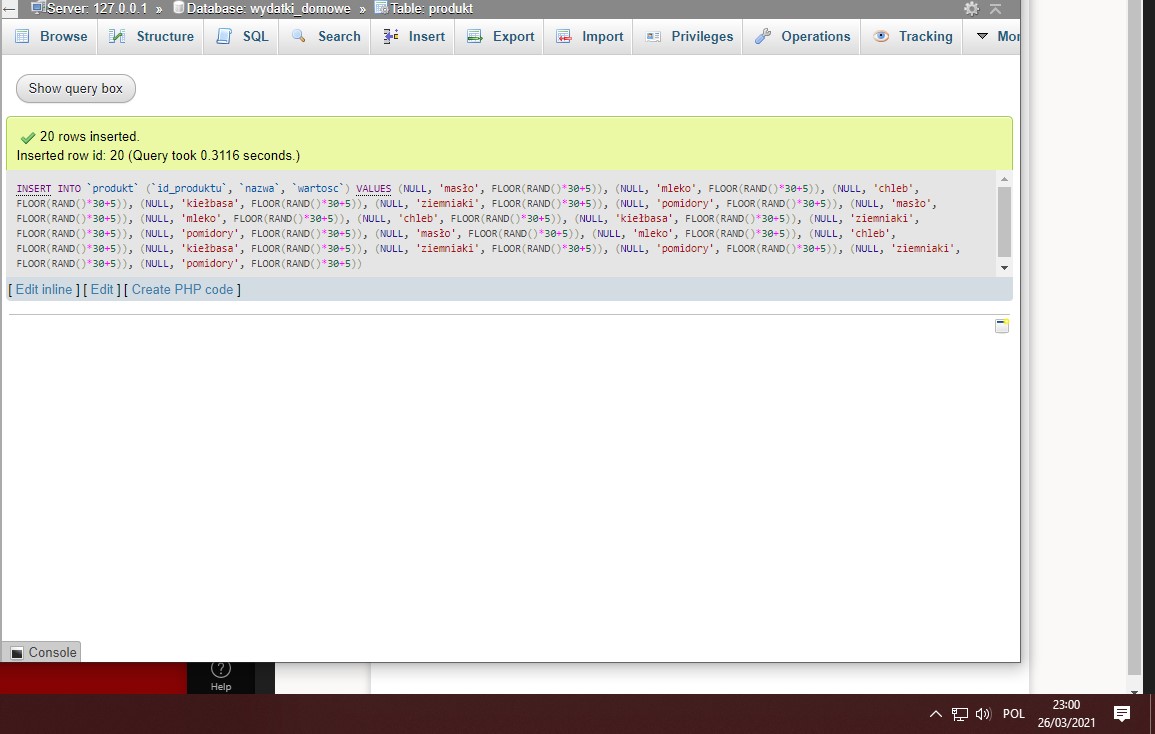 Server: 127.0.0.1 » Database: wydatki_domowe » Table: produkt
Browse Structure SQL Search Insert Export Import Privileges Operations Tracking Mor
Show query box
20 rows inserted.
Inserted row id: 20 (Query took 0.3116 seconds.)
INSERT INTO `produkt` (`id_produktu`, `nazwa`, `wartosc`) VALUES (NULL, 'masło', FLOOR(RAND()*30+5)), (NULL, 'mleko', FLOOR(RAND()*30+5)), (NULL, 'chleb',
FLOOR(RAND()*30+5)), (NULL, 'kiełbasa', FLOOR(RAND()*30+5)), (NULL, 'ziemniaki', FLOOR(RAND()*30+5)), (NULL, 'pomidory', FLOOR(RAND()*30+5)), (NULL, 'masło',
FLOOR(RAND()*30+5)), (NULL, 'mleko', FLOOR(RAND()*30+5)), (NULL, 'chleb', FLOOR(RAND()*30+5)), (NULL, 'kiełbasa', FLOOR(RAND()*30+5)), (NULL, 'ziemniaki',
FLOOR(RAND()*30+5)), (NULL, 'pomidory', FLOOR(RAND()*30+5)), (NULL, 'masło', FLOOR(RAND()*30+5)), (NULL, 'mleko', FLOOR(RAND()*30+5)), (NULL, 'chleb',
FLOOR(RAND()*30+5)), (NULL, 'kiełbasa', FLOOR(RAND()*30+5)), (NULL, 'ziemniaki', FLOOR(RAND()*30+5)), (NULL, 'pomidory', FLOOR(RAND()*30+5)), (NULL, 'ziemniaki',
FLOOR(RAND()*30+5)), (NULL, 'pomidory', FLOOR(RAND()*30+5))
[ Edit inline ] [ Edit ] [ Create PHP code ]
Console
Help
POL
23:00
26/03/2021